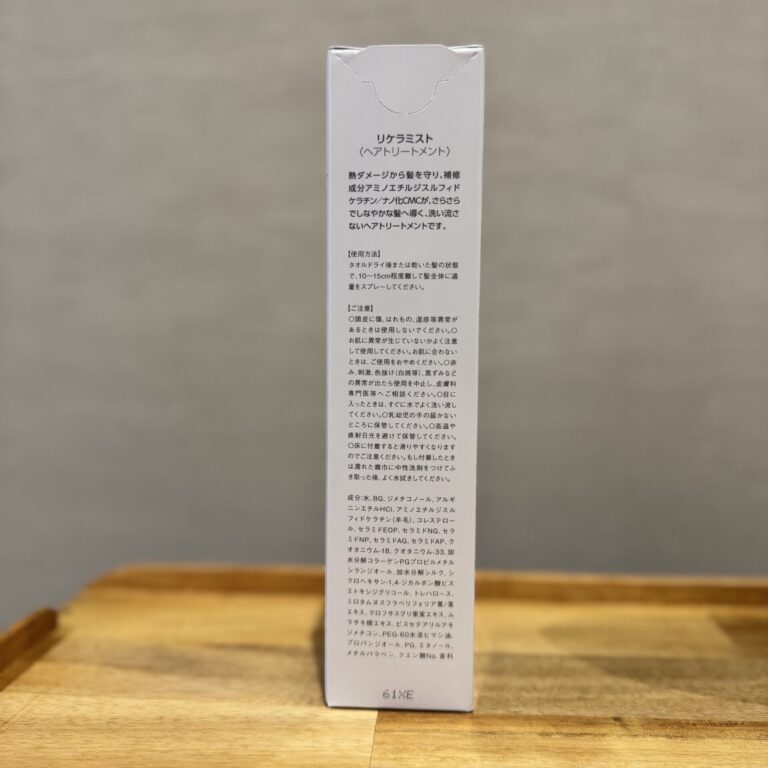 リケラミスト
〈ヘアトリートメント〉
熱ダメージから髪を守り、補修
成分アミノエチルジスルフィド
ケラチン/ナノ化CMCが、さらさら
でしなやかな髪へ導く、洗い流さ
ないヘアトリートメントです。
【使用方法】
タオルドライ後または乾いた髪の状態
で、10〜15cm程度離して髪全体に適
量をスプレーしてください。
【ご注意】
○頭皮に傷、はれもの、湿疹等異常が
あるときは使用しないでください。○
お肌に異常が生じていないかよく注意
して使用してください。お肌に合わない
ときは、ご使用をおやめください。○赤
み、刺激、色抜け(白斑等)、黒ずみなど
の異常が出たら使用を中止し、皮膚科
専門医等へご相談ください。○目に
入ったときは、すぐに水でよく洗い流し
てください。○乳幼児の手の届かない
ところに保管してください。○高温や
直射日光を避けて保管してください。
○床に付着すると滑りやすくなります
のでご注意ください。もし付着したとき
は濡れた雑巾に中性洗剤をつけてふ
き取った後、よく水拭きしてください。
成分:水、BG、ジメチコノール、アルギ
ニンエチルHCl、アミノエチルジスル
フィドケラチン(羊毛)、コレステロー
ル、セラミドEOP、セラミドNG、セラ
ミドNP、セラミドAG、セラミドAP、ク
オタニウム-18、クオタニウム-33、加
水分解コラーゲンPGプロピルメチル
シランジオール、加水分解シルク、シ
クロヘキサン-1,4-ジカルボン酸ビス
エトキシジグリコール、トレハロース、
ミロタムヌスフラベリフォリア葉/茎
エキス、クロフサスグリ果実エキス、ム
ラサキ根エキス、ビスセテアリルアモ
ジメチコン、PEG-60水添ヒマシ油、
プロパンジオール、PG、エタノール、
メチルパラベン、クエン酸Na、香料
61XE